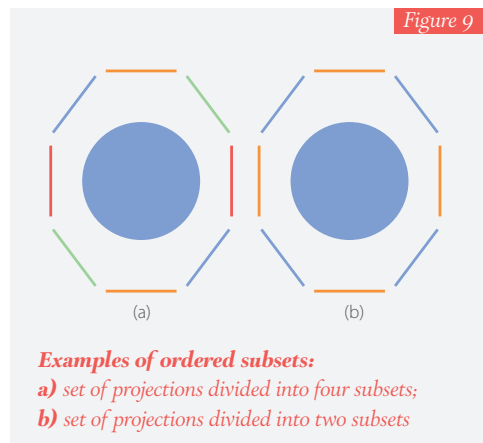 Figure 9
(a) (b)
Examples of ordered subsets:
a) set of projections divided into four subsets;
b) set of projections divided into two subsets